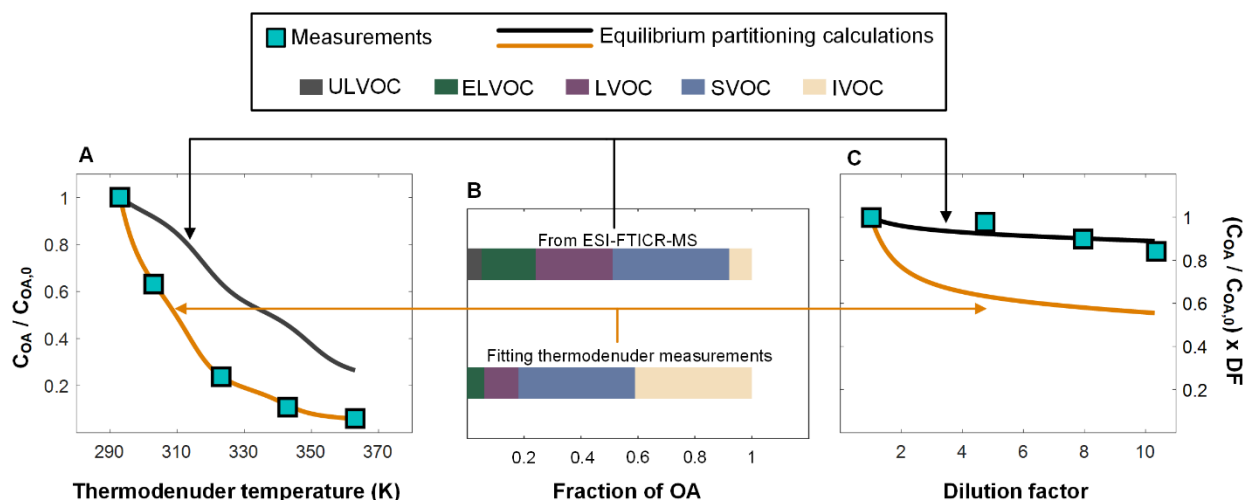 Measurements
Equilibrium partitioning calculations
ULVOC ELVOC LVOC SVOC IVOC
A
B
C
From ESI-FTICR-MS
Fitting thermodenuder measurements
C_OA / C_OA,0
1
0.8
0.6
0.4
0.2
290 310 330 350 370
Thermodenuder temperature (K)
0.2 0.4 0.6 0.8 1
Fraction of OA
2 4 6 8 10
Dilution factor
1
0.8
0.6
0.4
0.2
(C_OA / C_OA,0) x DF